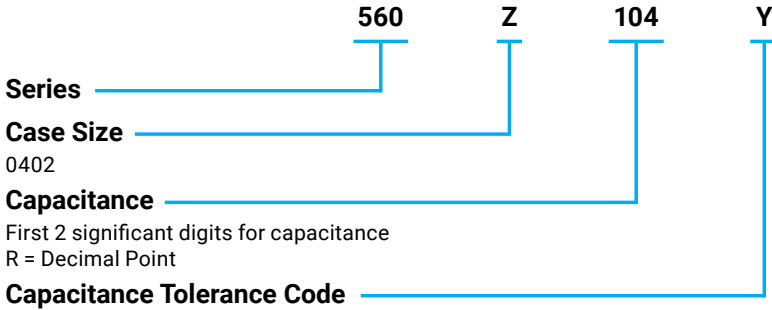 560 Z 104 Y
Series
Case Size
0402
Capacitance
First 2 significant digits for capacitance
R = Decimal Point
Capacitance Tolerance Code